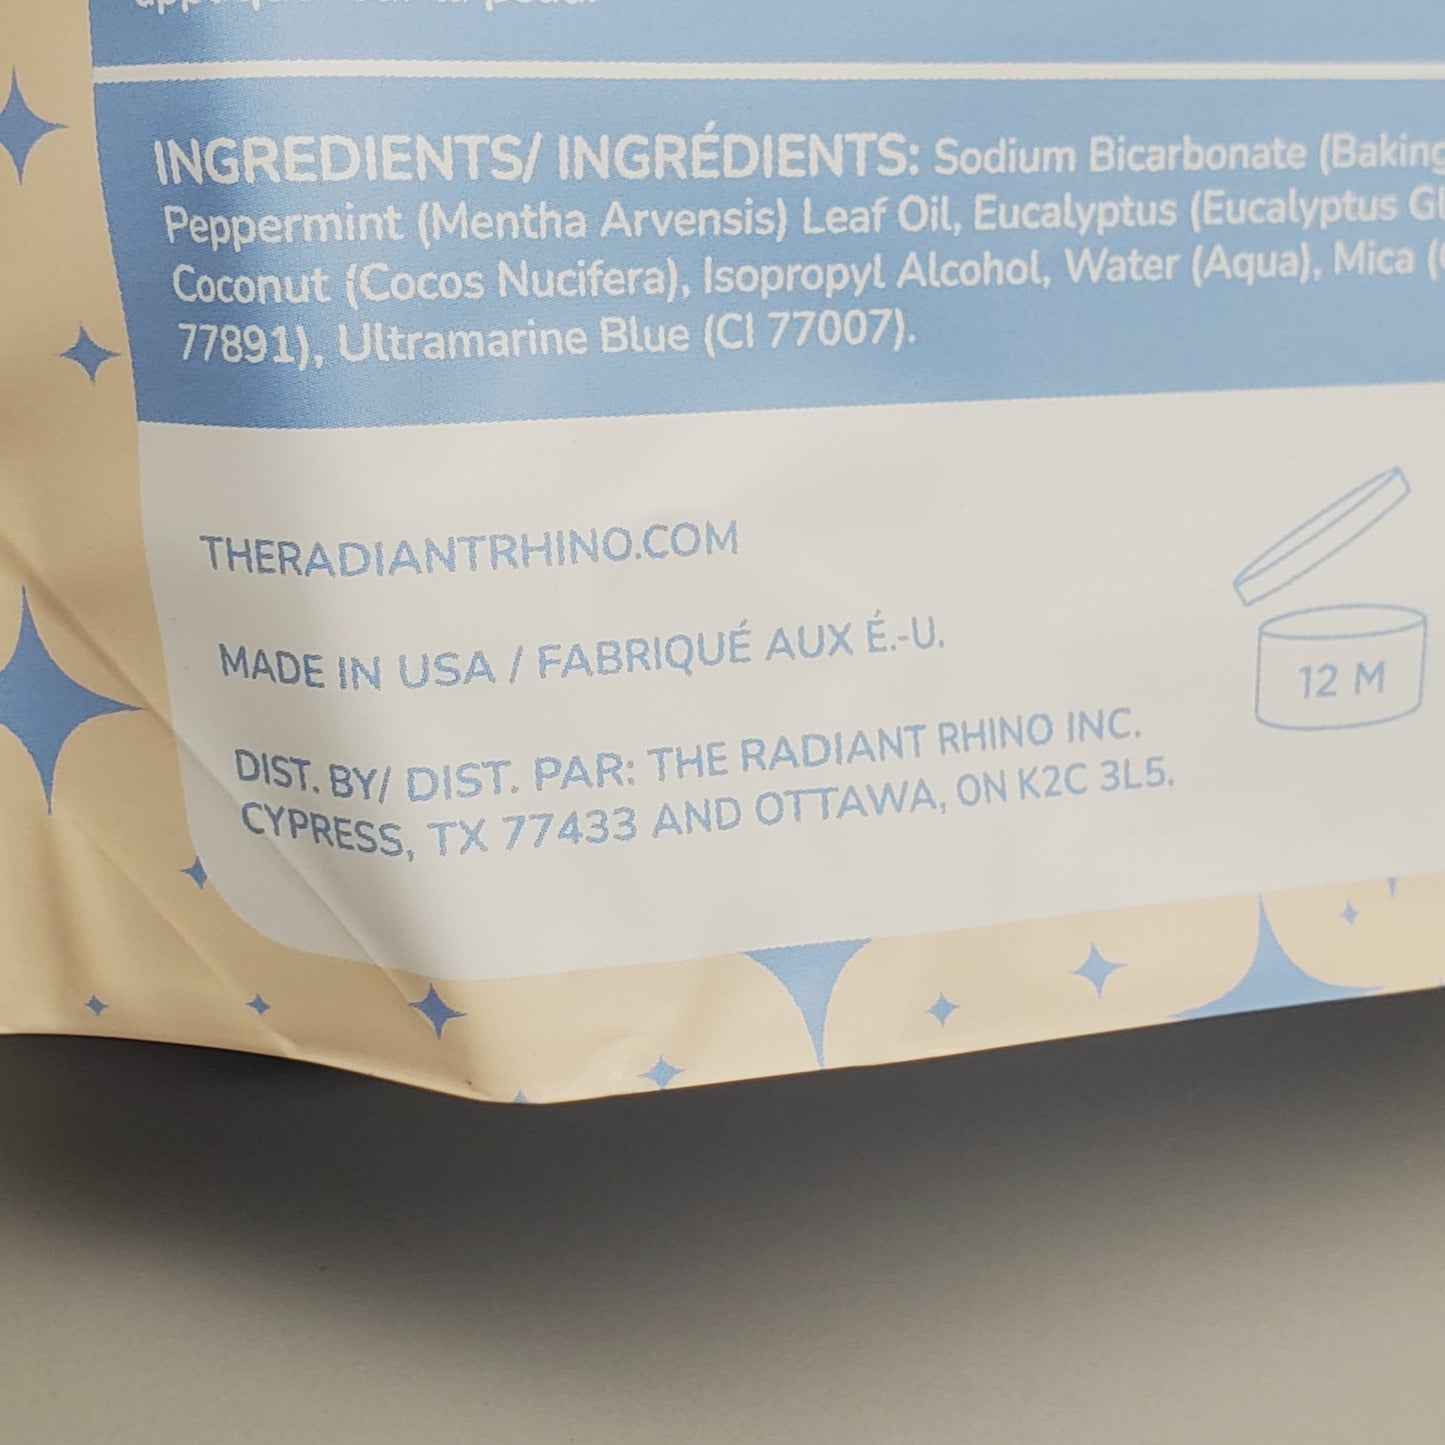 INGREDIENTS/ INGRÉDIENTS: Sodium Bicarbonate (Baking
Peppermint (Mentha Arvensis) Leaf Oil, Eucalyptus (Eucalyptus Gl
Coconut (Cocos Nucifera), Isopropyl Alcohol, Water (Aqua), Mica (
77891), Ultramarine Blue (CI 77007).
THERADIANTRHINO.COM
MADE IN USA / FABRIQUÉ AUX É.-U.
12 M
DIST. BY/ DIST. PAR: THE RADIANT RHINO INC.
CYPRESS, TX 77433 AND OTTAWA, ON K2C 3L5.